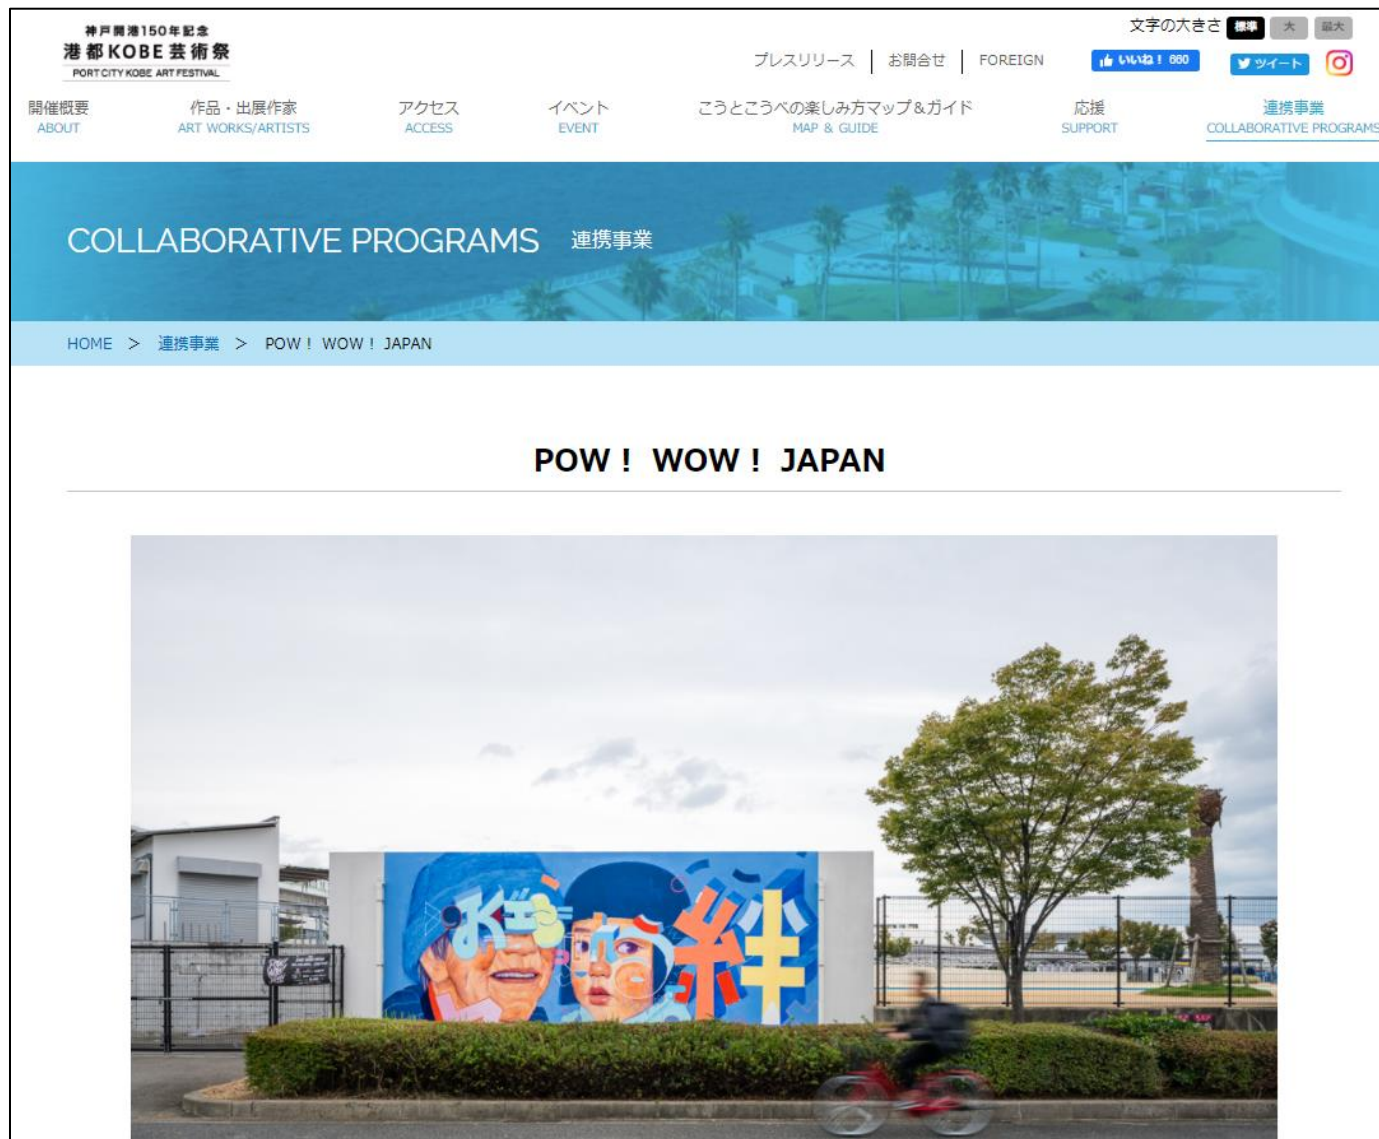 神戸開港150年記念
港都KOBE芸術祭
PORT CITY KOBE ART FESTIVAL
文字の大きさ 標準 大 最大
プレスリリース お問合せ FOREIGN いいね！ 660 ツイート
開催概要 作品・出展作家 アクセス イベント こうとこうべの楽しみ方マップ＆ガイド 応援 連携事業
ABOUT ART WORKS/ARTISTS ACCESS EVENT MAP & GUIDE SUPPORT COLLABORATIVE PROGRAMS
COLLABORATIVE PROGRAMS 連携事業
HOME ＞ 連携事業 ＞ POW！ WOW！ JAPAN
POW！ WOW！ JAPAN
絆